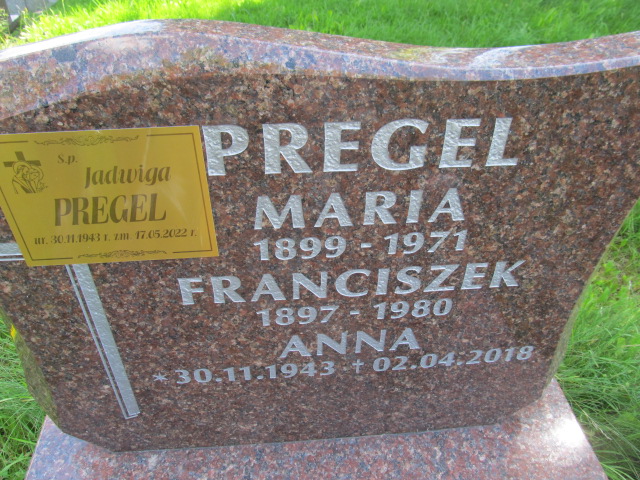 Ś.p.
Jadwiga
PREGEL
ur. 30.11.1943 r. zm. 17.05.2022 r.
PREGEL
MARIA
1899 - 1971
FRANCISZEK
1897 - 1980
ANNA
* 30.11.1943 † 02.04.2018